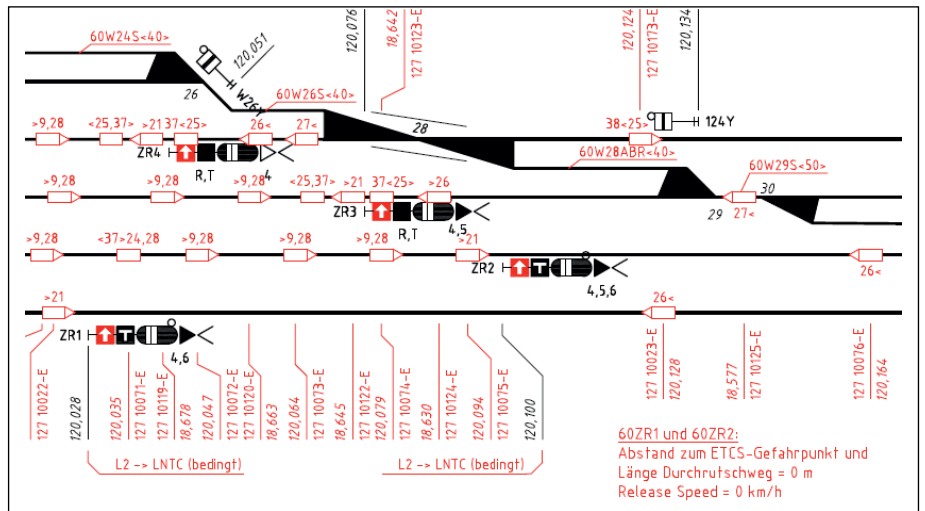 120,076
18,642
127 10123-E
120,124
127 10173-E
120,134
60W24S<40>
120,051
26
W26Y
60W26S<40>
28
124Y
>9,28
<25,37>
>21
37<25>
26<
27<
38<25>
ZR4
R,T
4
60W28ABR<40>
60W29S<50>
30
>9,28
>9,28
>9,28
<25,37>
>21
37<25>
>26
29
27<
ZR3
R,T
4,5
>9,28
<37>24,28
>9,28
>9,28
>9,28
>21
26<
ZR2
T
4,5,6
>21
26<
ZR1
T
4,6
127 10022-E
120,028
120,035
127 10071-E
127 10119-E
18,678
120,047
127 10072-E
127 10120-E
18,663
120,064
127 10073-E
18,645
127 10122-E
120,079
127 10074-E
18,630
127 10124-E
120,094
127 10075-E
120,100
127 10023-E
120,128
18,577
127 10125-E
127 10076-E
120,164
L2 -> LNTC (bedingt)
L2 -> LNTC (bedingt)
60ZR1 und 60ZR2:
Abstand zum ETCS-Gefahrpunkt und
Länge Durchrutschweg = 0 m
Release Speed = 0 km/h